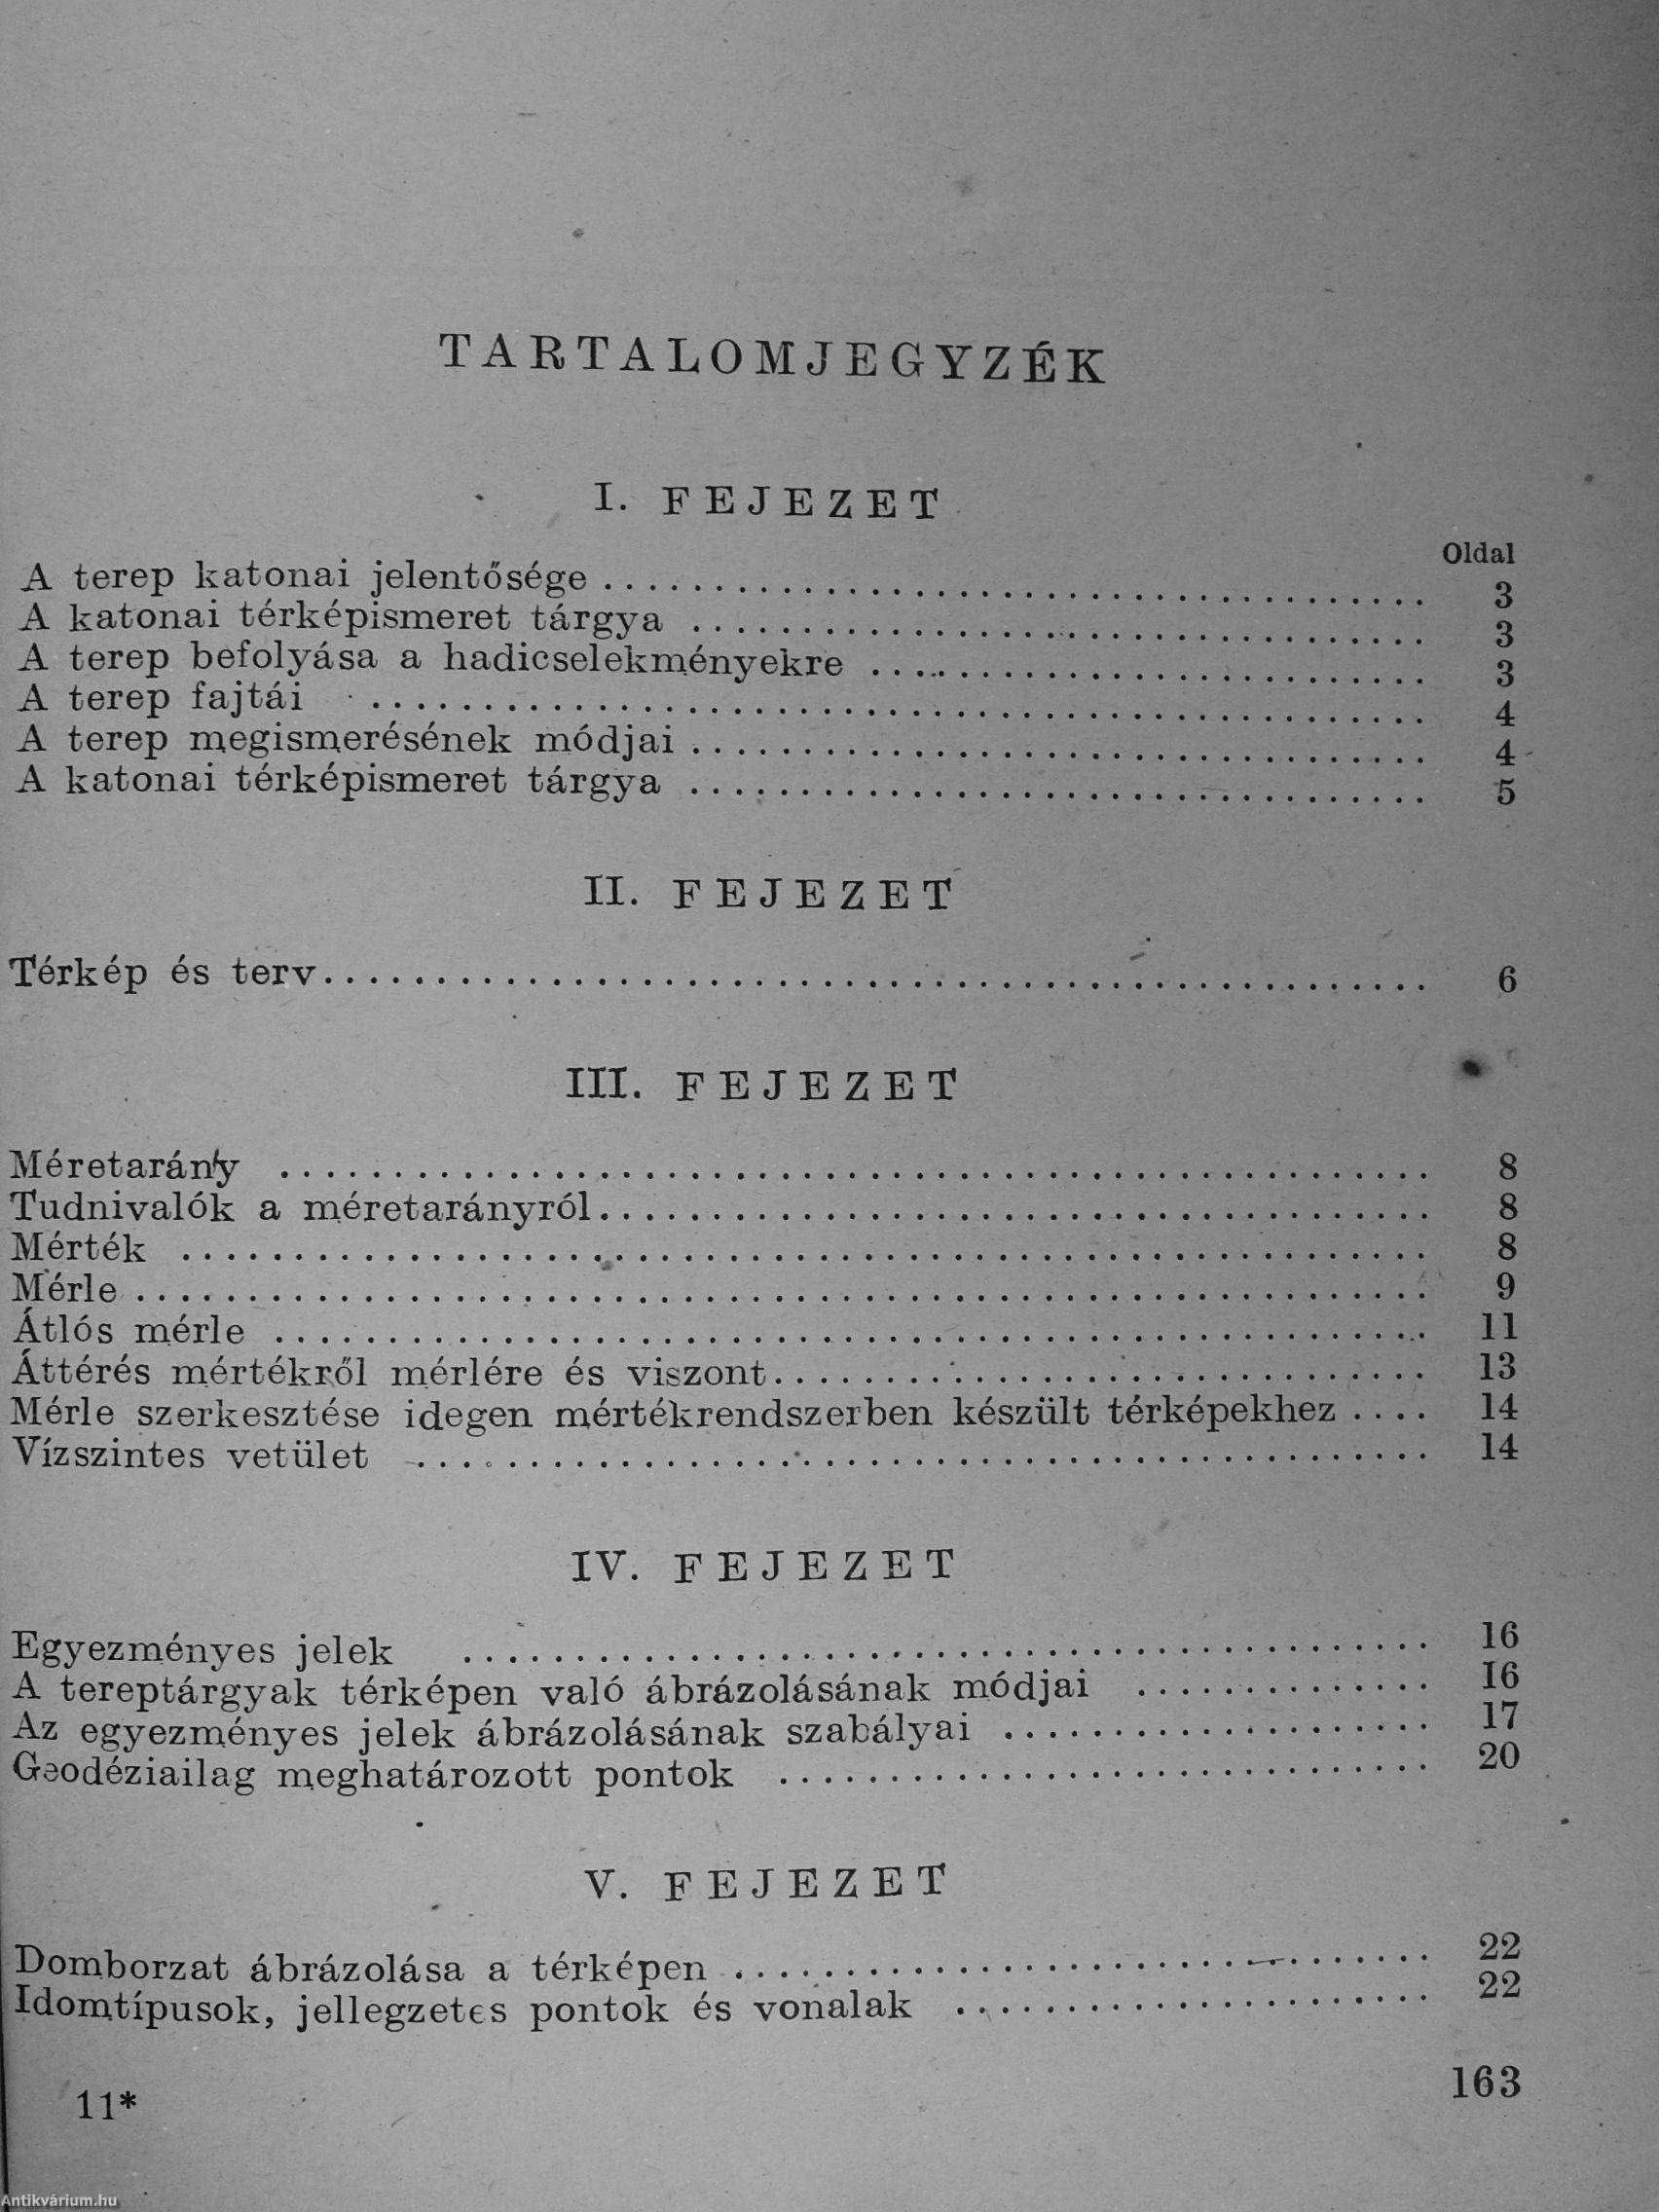 TARTALOMJEGYZÉK
I. FEJEZET
Oldal
A terep katonai jelentősége . . . . . . . . . . 3
A katonai térképismeret tárgya . . . . . . . . . . 3
A terep befolyása a hadicselekményekre . . . . . . . . . . 3
A terep fajtái . . . . . . . . . . 4
A terep megismerésének módjai . . . . . . . . . . 4
A katonai térképismeret tárgya . . . . . . . . . . 5
II. FEJEZET
Térkép és terv . . . . . . . . . . 6
III. FEJEZET
Méretarány . . . . . . . . . . 8
Tudnivalók a méretarányról . . . . . . . . . . 8
Mérték . . . . . . . . . . 8
Mérle . . . . . . . . . . 9
Átlós mérle . . . . . . . . . . 11
Áttérés mértékről mérlére és viszont . . . . . . . . . . 13
Mérle szerkesztése idegen mértékrendszerben készült térképekhez . . . . 14
Vízszintes vetület . . . . . . . . . . 14
IV. FEJEZET
Egyezményes jelek . . . . . . . . . . 16
A tereptárgyak térképen való ábrázolásának módjai . . . . . . . . . . 16
Az egyezményes jelek ábrázolásának szabályai . . . . . . . . . . 17
Geodéziailag meghatározott pontok . . . . . . . . . . 20
V. FEJEZET
Domborzat ábrázolása a térképen . . . . . . . . . . 22
Idomtípusok, jellegzetes pontok és vonalak . . . . . . . . . . 22
11*
163
Antikvárium.hu